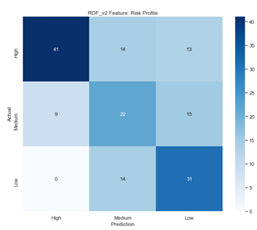 RDF_v2 Feature: Risk Profile
High 41 14 13 40
35
30
Actual
Medium 9 22 15 25
20
15
10
Low 0 14 31 5
0
High Medium Low
Prediction